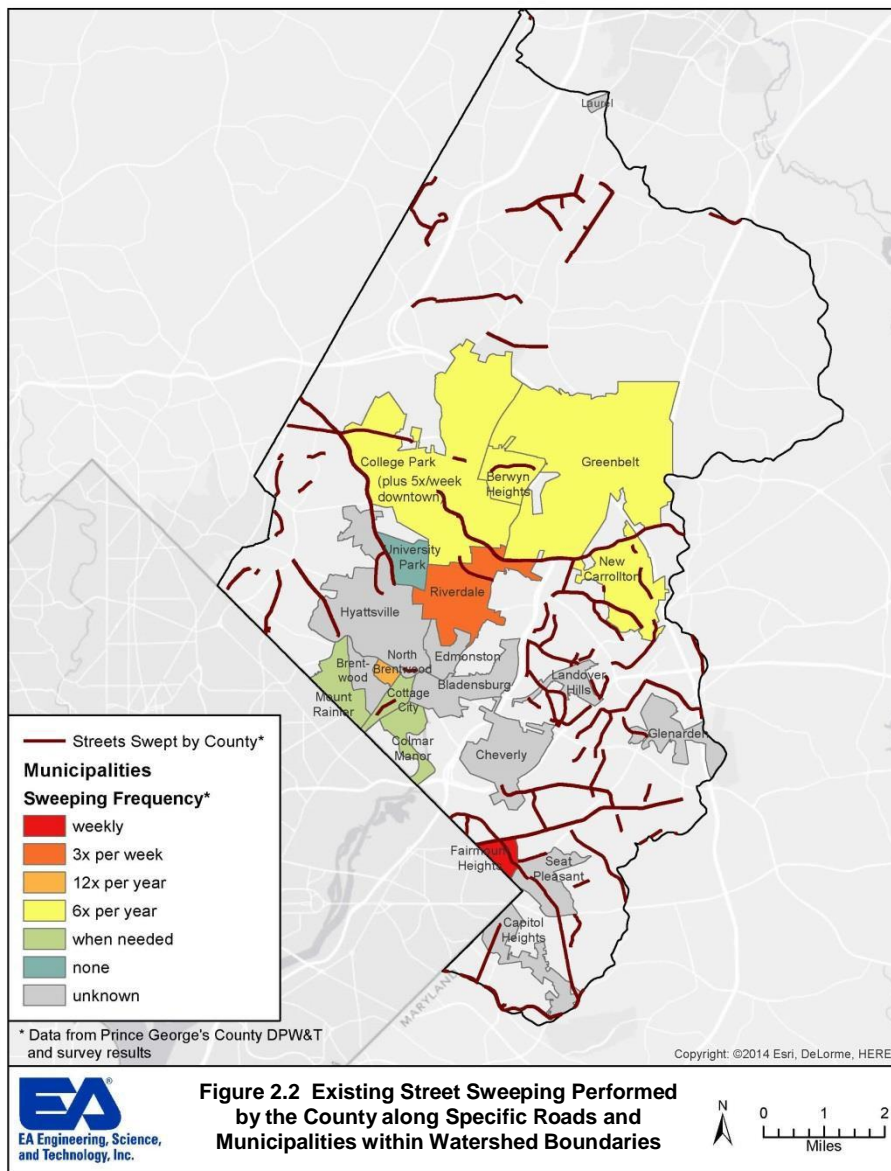 Laurel
College Park
(plus 5x/week
downtown)
Berwyn
Heights
Greenbelt
University
Park
New
Carrollton
Riverdale
Hyattsville
North
Brentwood
Edmonston
Brent-
wood
Mount
Rainier
Cottage
City
Bladensburg
Landover
Hills
Colmar
Manor
Cheverly
Glenarden
Fairmount
Heights
Seat
Pleasant
Capitol
Heights
MARYLAND
Streets Swept by County*
Municipalities
Sweeping Frequency*
weekly
3x per week
12x per year
6x per year
when needed
none
unknown
* Data from Prince George's County DPW&T
and survey results
Copyright: ©2014 Esri, DeLorme, HERE
EA®
EA Engineering, Science,
and Technology, Inc.
Figure 2.2 Existing Street Sweeping Performed
by the County along Specific Roads and
Municipalities within Watershed Boundaries
N
0 1 2
Miles